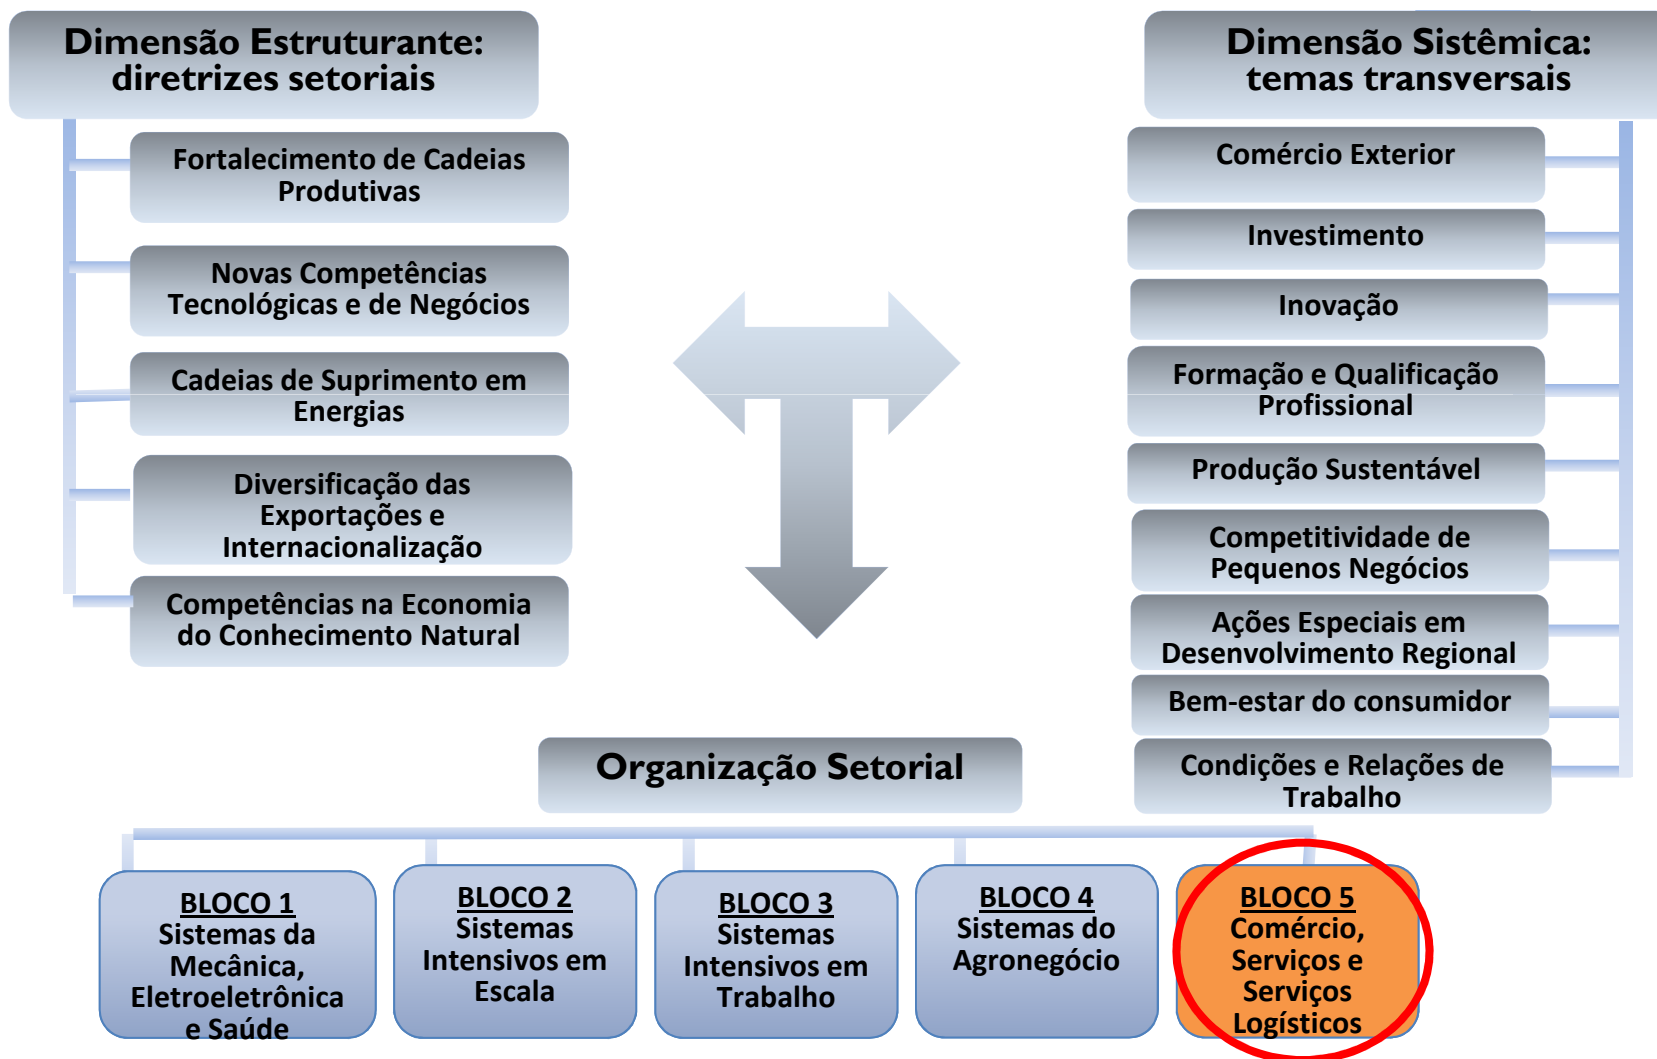 Dimensão Estruturante:
diretrizes setoriais
Fortalecimento de Cadeias
Produtivas
Novas Competências
Tecnológicas e de Negócios
Cadeias de Suprimento em
Energias
Diversificação das
Exportações e
Internacionalização
Competências na Economia
do Conhecimento Natural
Dimensão Sistêmica:
temas transversais
Comércio Exterior
Investimento
Inovação
Formação e Qualificação
Profissional
Produção Sustentável
Competitividade de
Pequenos Negócios
Ações Especiais em
Desenvolvimento Regional
Bem-estar do consumidor
Condições e Relações de
Trabalho
Organização Setorial
BLOCO 1
Sistemas da
Mecânica,
Eletroeletrônica
e Saúde
BLOCO 2
Sistemas
Intensivos em
Escala
BLOCO 3
Sistemas
Intensivos em
Trabalho
BLOCO 4
Sistemas do
Agronegócio
BLOCO 5
Comércio,
Serviços e
Serviços
Logísticos